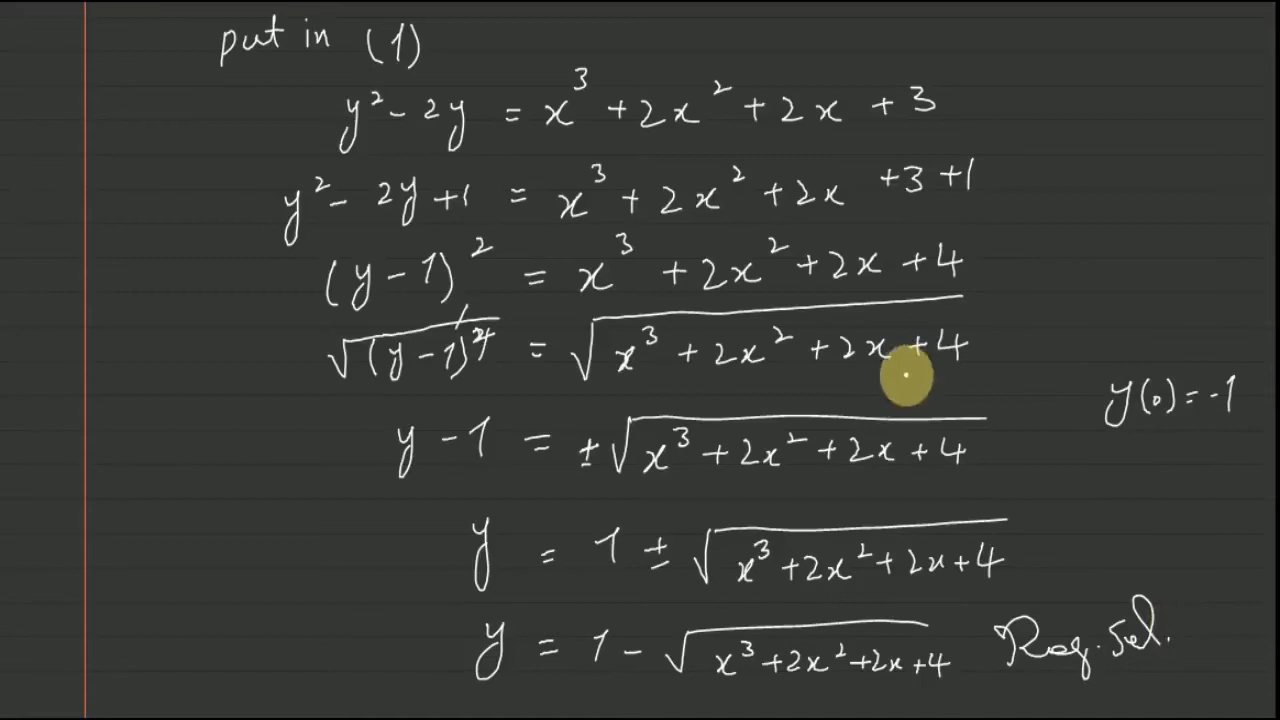 put in (1)
y² - 2y = x³ + 2x² + 2x + 3
y² - 2y + 1 = x³ + 2x² + 2x + 3 + 1
(y - 1)² = x³ + 2x² + 2x + 4
√(y - 1)² = √x³ + 2x² + 2x + 4
y(0) = -1
y - 1 = ±√x³ + 2x² + 2x + 4
y = 1 ± √x³ + 2x² + 2x + 4
y = 1 - √x³ + 2x² + 2x + 4 Req. Sol.